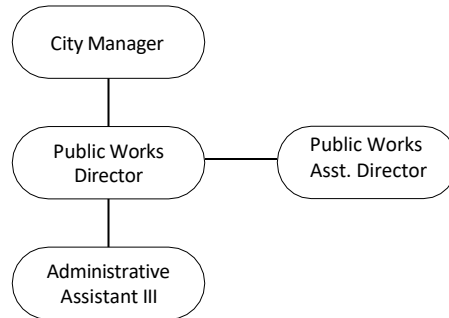 City Manager
Public Works
Director
Public Works
Asst. Director
Administrative
Assistant III